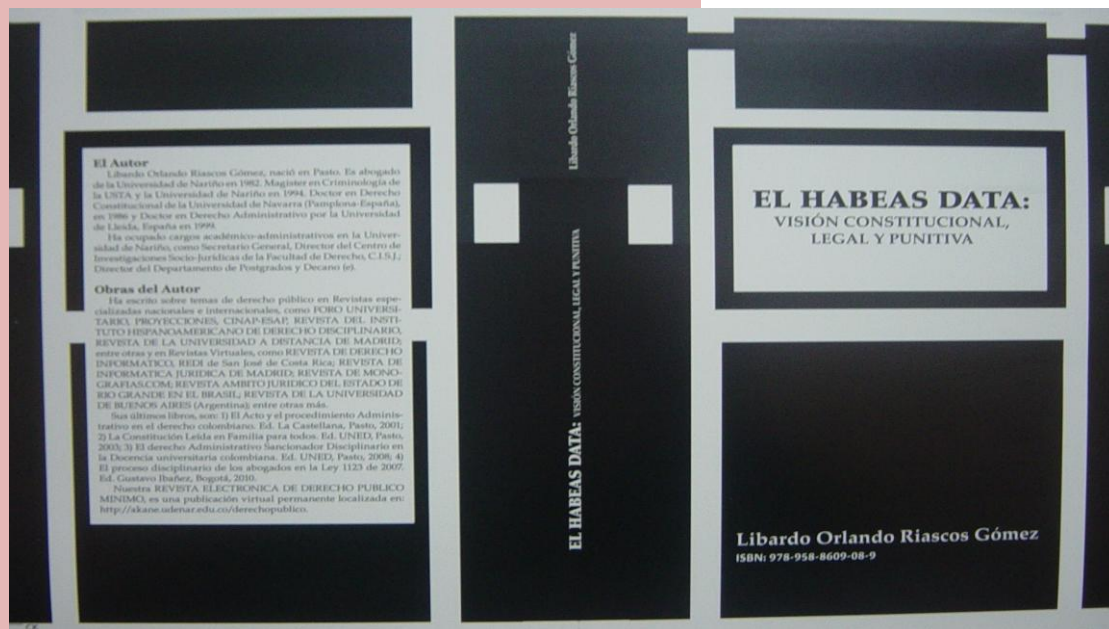 El Autor
Libardo Orlando Riascos Gómez, nació en Pasto. Es abogado
de la Universidad de Nariño en 1982. Magister en Criminología de
la USTA y la Universidad de Nariño en 1994. Doctor en Derecho
Constitucional de la Universidad de Navarra (Pamplona-España),
en 1986 y Doctor en Derecho Administrativo por la Universidad
de Lleida, España en 1999.
Ha ocupado cargos académico-administrativos en la Univer-
sidad de Nariño, como Secretario General, Director del Centro de
Investigaciones Socio-Jurídicas de la Facultad de Derecho, C.I.S.J.;
Director del Departamento de Postgrados y Decano (e).
Obras del Autor
Ha escrito sobre temas de derecho público en Revistas espe-
cializadas nacionales e internacionales, como FORO UNIVERSI-
TARIO, PROYECCIONES, CINAP-ESAP, REVISTA DEL INSTI-
TUTO HISPANOAMERICANO DE DERECHO DISCIPLINARIO,
REVISTA DE LA UNIVERSIDAD A DISTANCIA DE MADRID;
entre otras y en Revistas Virtuales, como REVISTA DE DERECHO
INFORMATICO, REDI de San José de Costa Rica; REVISTA DE
INFORMATICA JURIDICA DE MADRID; REVISTA DE MONO-
GRAFIAS.COM; REVISTA AMBITO JURIDICO DEL ESTADO DE
RIO GRANDE EN EL BRASIL; REVISTA DE LA UNIVERSIDAD
DE BUENOS AIRES (Argentina); entre otras más.
Sus últimos libros, son: 1) El Acto y el procedimiento Adminis-
trativo en el derecho colombiano. Ed. La Castellana, Pasto, 2001;
2) La Constitución Leída en Familia para todos. Ed. UNED, Pasto,
2003; 3) El derecho Administrativo Sancionador Disciplinario en
la Docencia universitaria colombiana. Ed. UNED, Pasto, 2008; 4)
El proceso disciplinario de los abogados en la Ley 1123 de 2007.
Ed. Gustavo Ibañez, Bogotá, 2010.
Nuestra REVISTA ELECTRONICA DE DERECHO PUBLICO
MINIMO, es una publicación virtual permanente localizada en:
http://akane.udenar.edu.co/derechopublico.
EL HABEAS DATA: VISIÓN CONSTITUCIONAL, LEGAL Y PUNITIVA Libardo Orlando Riascos Gómez
EL HABEAS DATA:
VISIÓN CONSTITUCIONAL,
LEGAL Y PUNITIVA
Libardo Orlando Riascos Gómez
ISBN: 978-958-8609-08-9